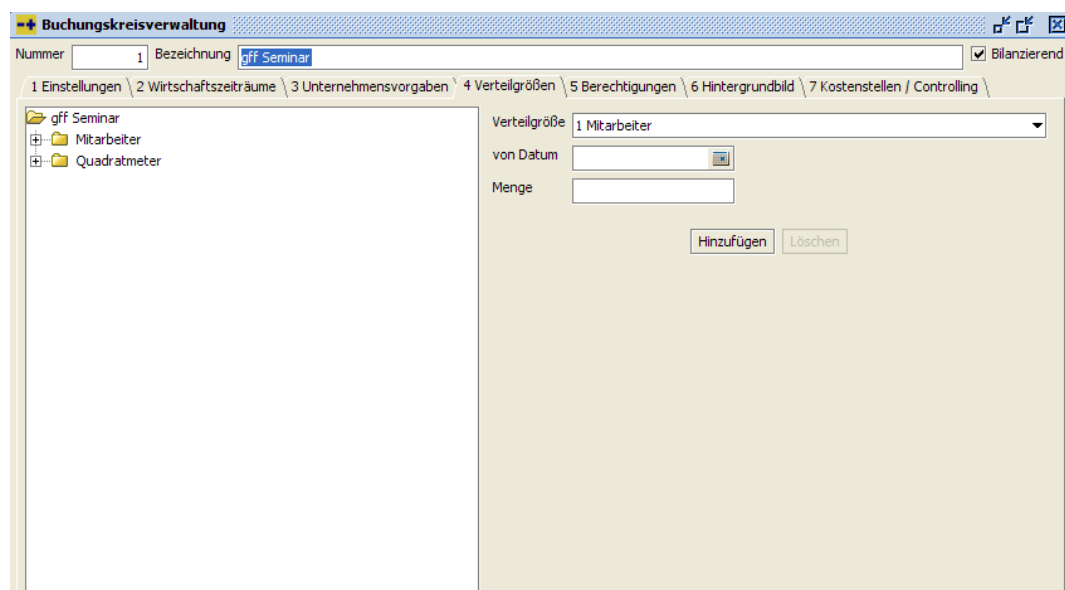 Buchungskreisverwaltung
Nummer 1 Bezeichnung gff Seminar Bilanzierend
1 Einstellungen 2 Wirtschaftszeiträume 3 Unternehmensvorgaben 4 Verteilgrößen 5 Berechtigungen 6 Hintergrundbild 7 Kostenstellen / Controlling
gff Seminar
Mitarbeiter
Quadratmeter
Verteilgröße 1 Mitarbeiter
von Datum
Menge
Hinzufügen Löschen